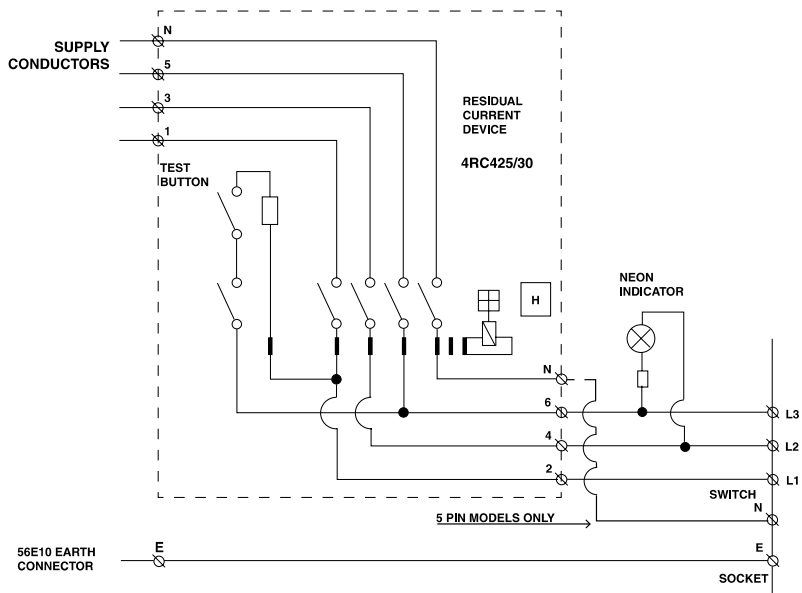 N
SUPPLY
CONDUCTORS
5
3
1
RESIDUAL
CURRENT
DEVICE
4RC425/30
TEST
BUTTON
NEON
INDICATOR
H
N
6
L3
4
L2
2
L1
SWITCH
N
5 PIN MODELS ONLY
56E10 EARTH
CONNECTOR
E
E
SOCKET